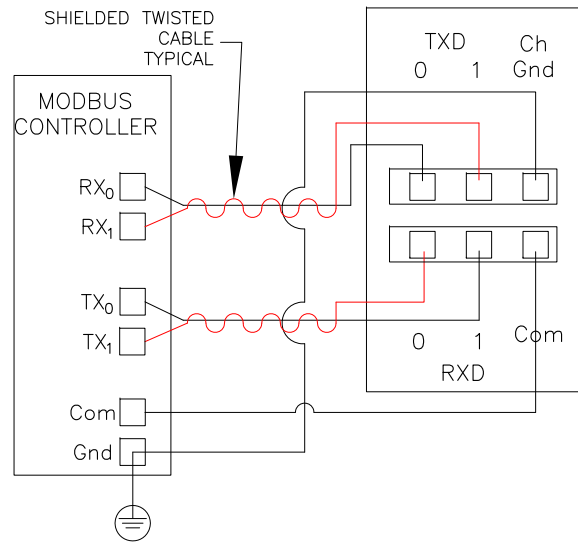 SHIELDED TWISTED
CABLE
TYPICAL
MODBUS
CONTROLLER
RX₀
RX₁
TX₀
TX₁
Com
Gnd
TXD
Ch
0 1 Gnd
0 1 Com
RXD